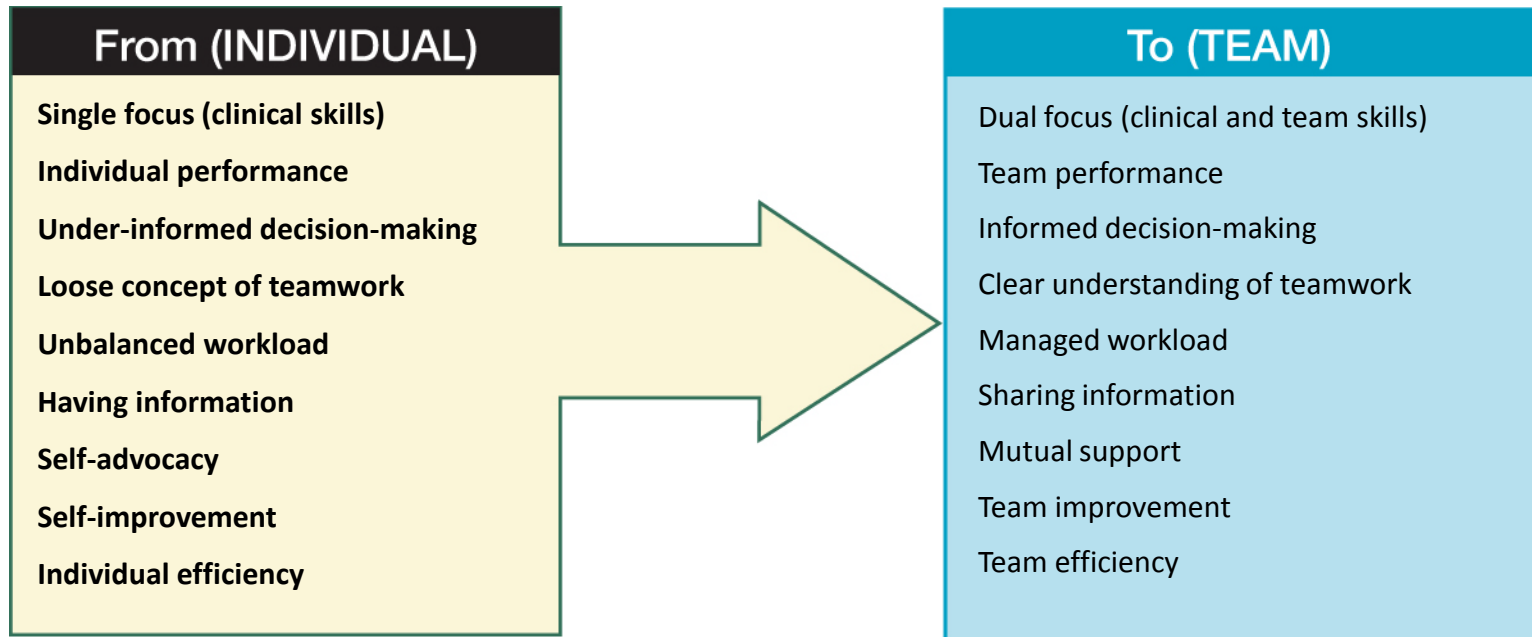 From (INDIVIDUAL)
Single focus (clinical skills)
Individual performance
Under-informed decision-making
Loose concept of teamwork
Unbalanced workload
Having information
Self-advocacy
Self-improvement
Individual efficiency
To (TEAM)
Dual focus (clinical and team skills)
Team performance
Informed decision-making
Clear understanding of teamwork
Managed workload
Sharing information
Mutual support
Team improvement
Team efficiency